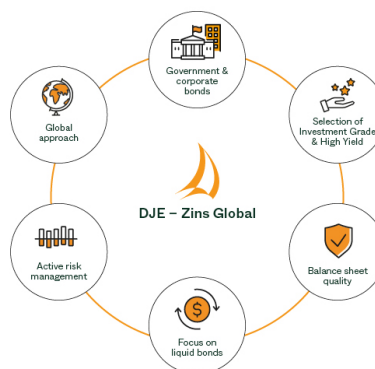 Government &
corporate
bonds
Global
approach
Selection of
Investment Grade
& High Yield
DJE – Zins Global
Active risk
management
Balance sheet
quality
$
Focus on
liquid bonds